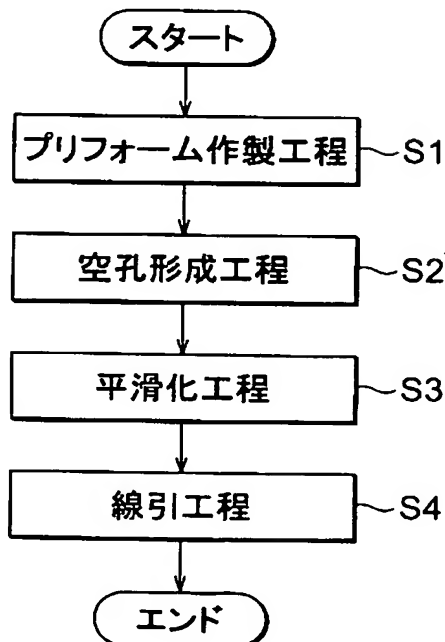 スタート
プリフォーム作製工程 S1
空孔形成工程 S2
平滑化工程 S3
線引工程 S4
エンド